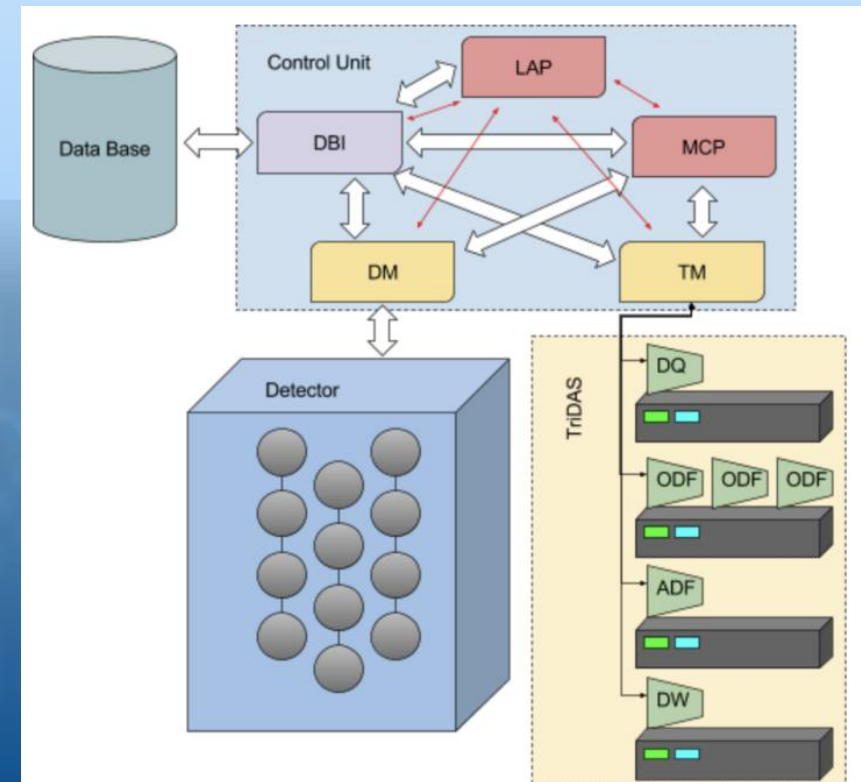 Control Unit
LAP
Data Base
DBI
MCP
DM
TM
Detector
TriDAS
DQ
ODF ODF ODF
ADF
DW